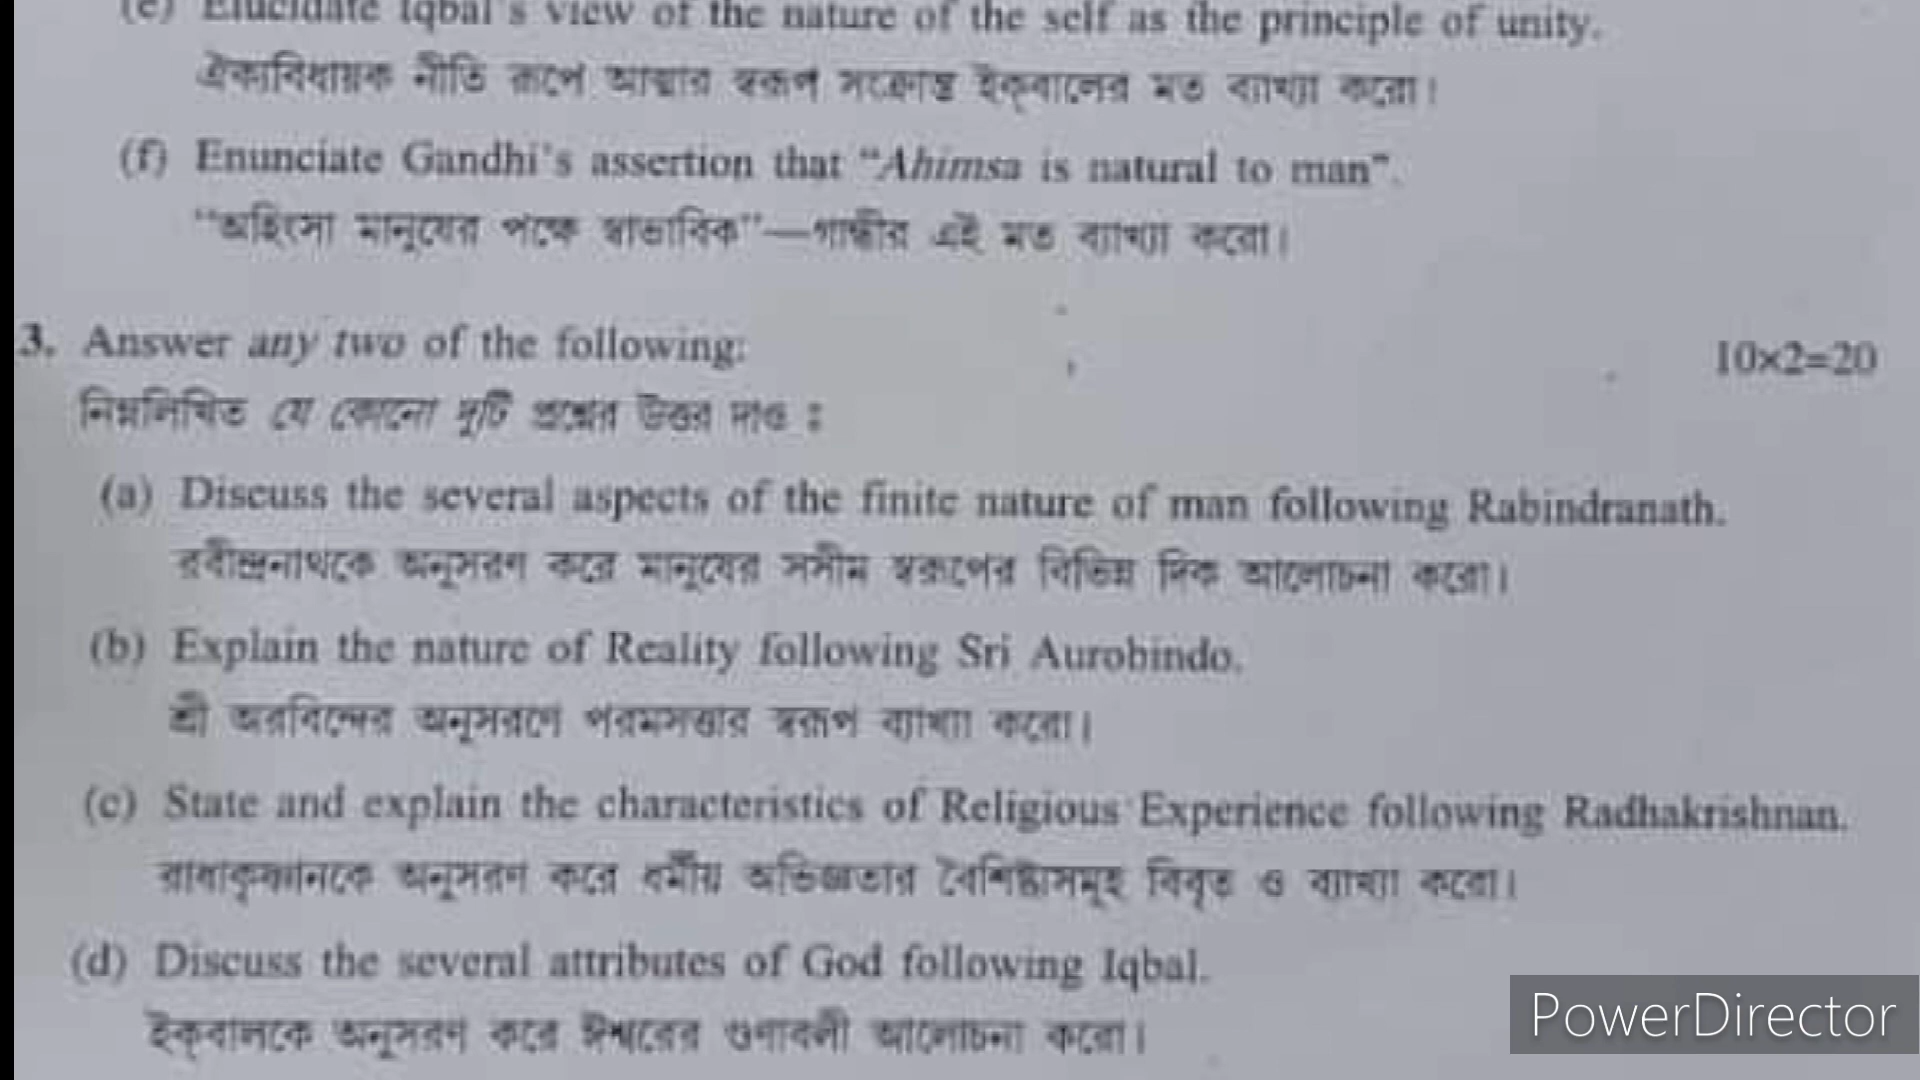 (e) Elucidate Iqbal's view of the nature of the self as the principle of unity.
ঐক্যবিধায়ক নীতি রূপে আত্মার স্বরূপ সংক্রান্ত ইক্‌বালের মত ব্যাখ্যা করো।
(f) Enunciate Gandhi's assertion that "Ahimsa is natural to man".
"অহিংসা মানুষের পক্ষে স্বাভাবিক"—গান্ধীর এই মত ব্যাখ্যা করো।
3. Answer any two of the following: 10×2=20
নিম্নলিখিত যে কোনো দুটি প্রশ্নের উত্তর দাও ঃ
(a) Discuss the several aspects of the finite nature of man following Rabindranath.
রবীন্দ্রনাথকে অনুসরণ করে মানুষের সসীম স্বরূপের বিভিন্ন দিক আলোচনা করো।
(b) Explain the nature of Reality following Sri Aurobindo.
শ্রী অরবিন্দের অনুসরণে পরমসত্তার স্বরূপ ব্যাখ্যা করো।
(c) State and explain the characteristics of Religious Experience following Radhakrishnan.
রাধাকৃষ্ণানকে অনুসরণ করে ধর্মীয় অভিজ্ঞতার বৈশিষ্ট্যসমূহ বিবৃত ও ব্যাখ্যা করো।
(d) Discuss the several attributes of God following Iqbal.
ইক্‌বালকে অনুসরণ করে ঈশ্বরের গুণাবলী আলোচনা করো।
PowerDirector